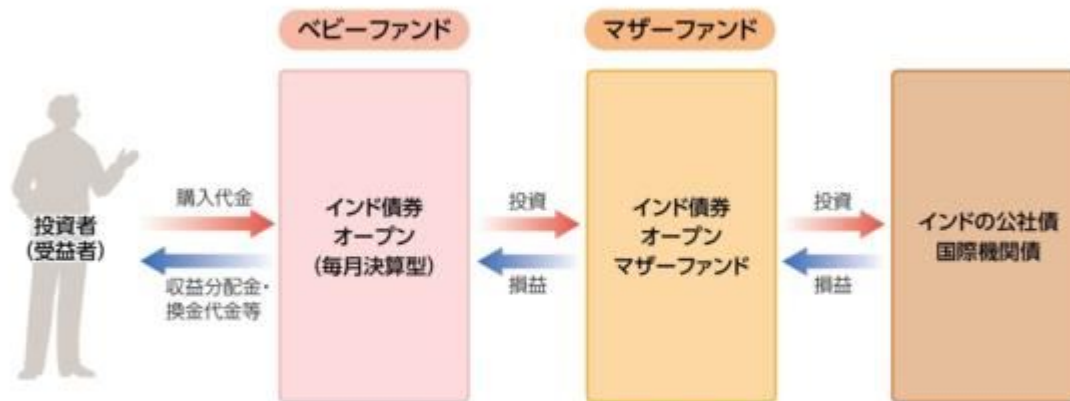 ベビーファンド
マザーファンド
投資者
(受益者)
購入代金
収益分配金・
換金代金等
インド債券
オープン
(毎月決算型)
投資
損益
インド債券
オープン
マザーファンド
投資
損益
インドの公社債
国際機関債